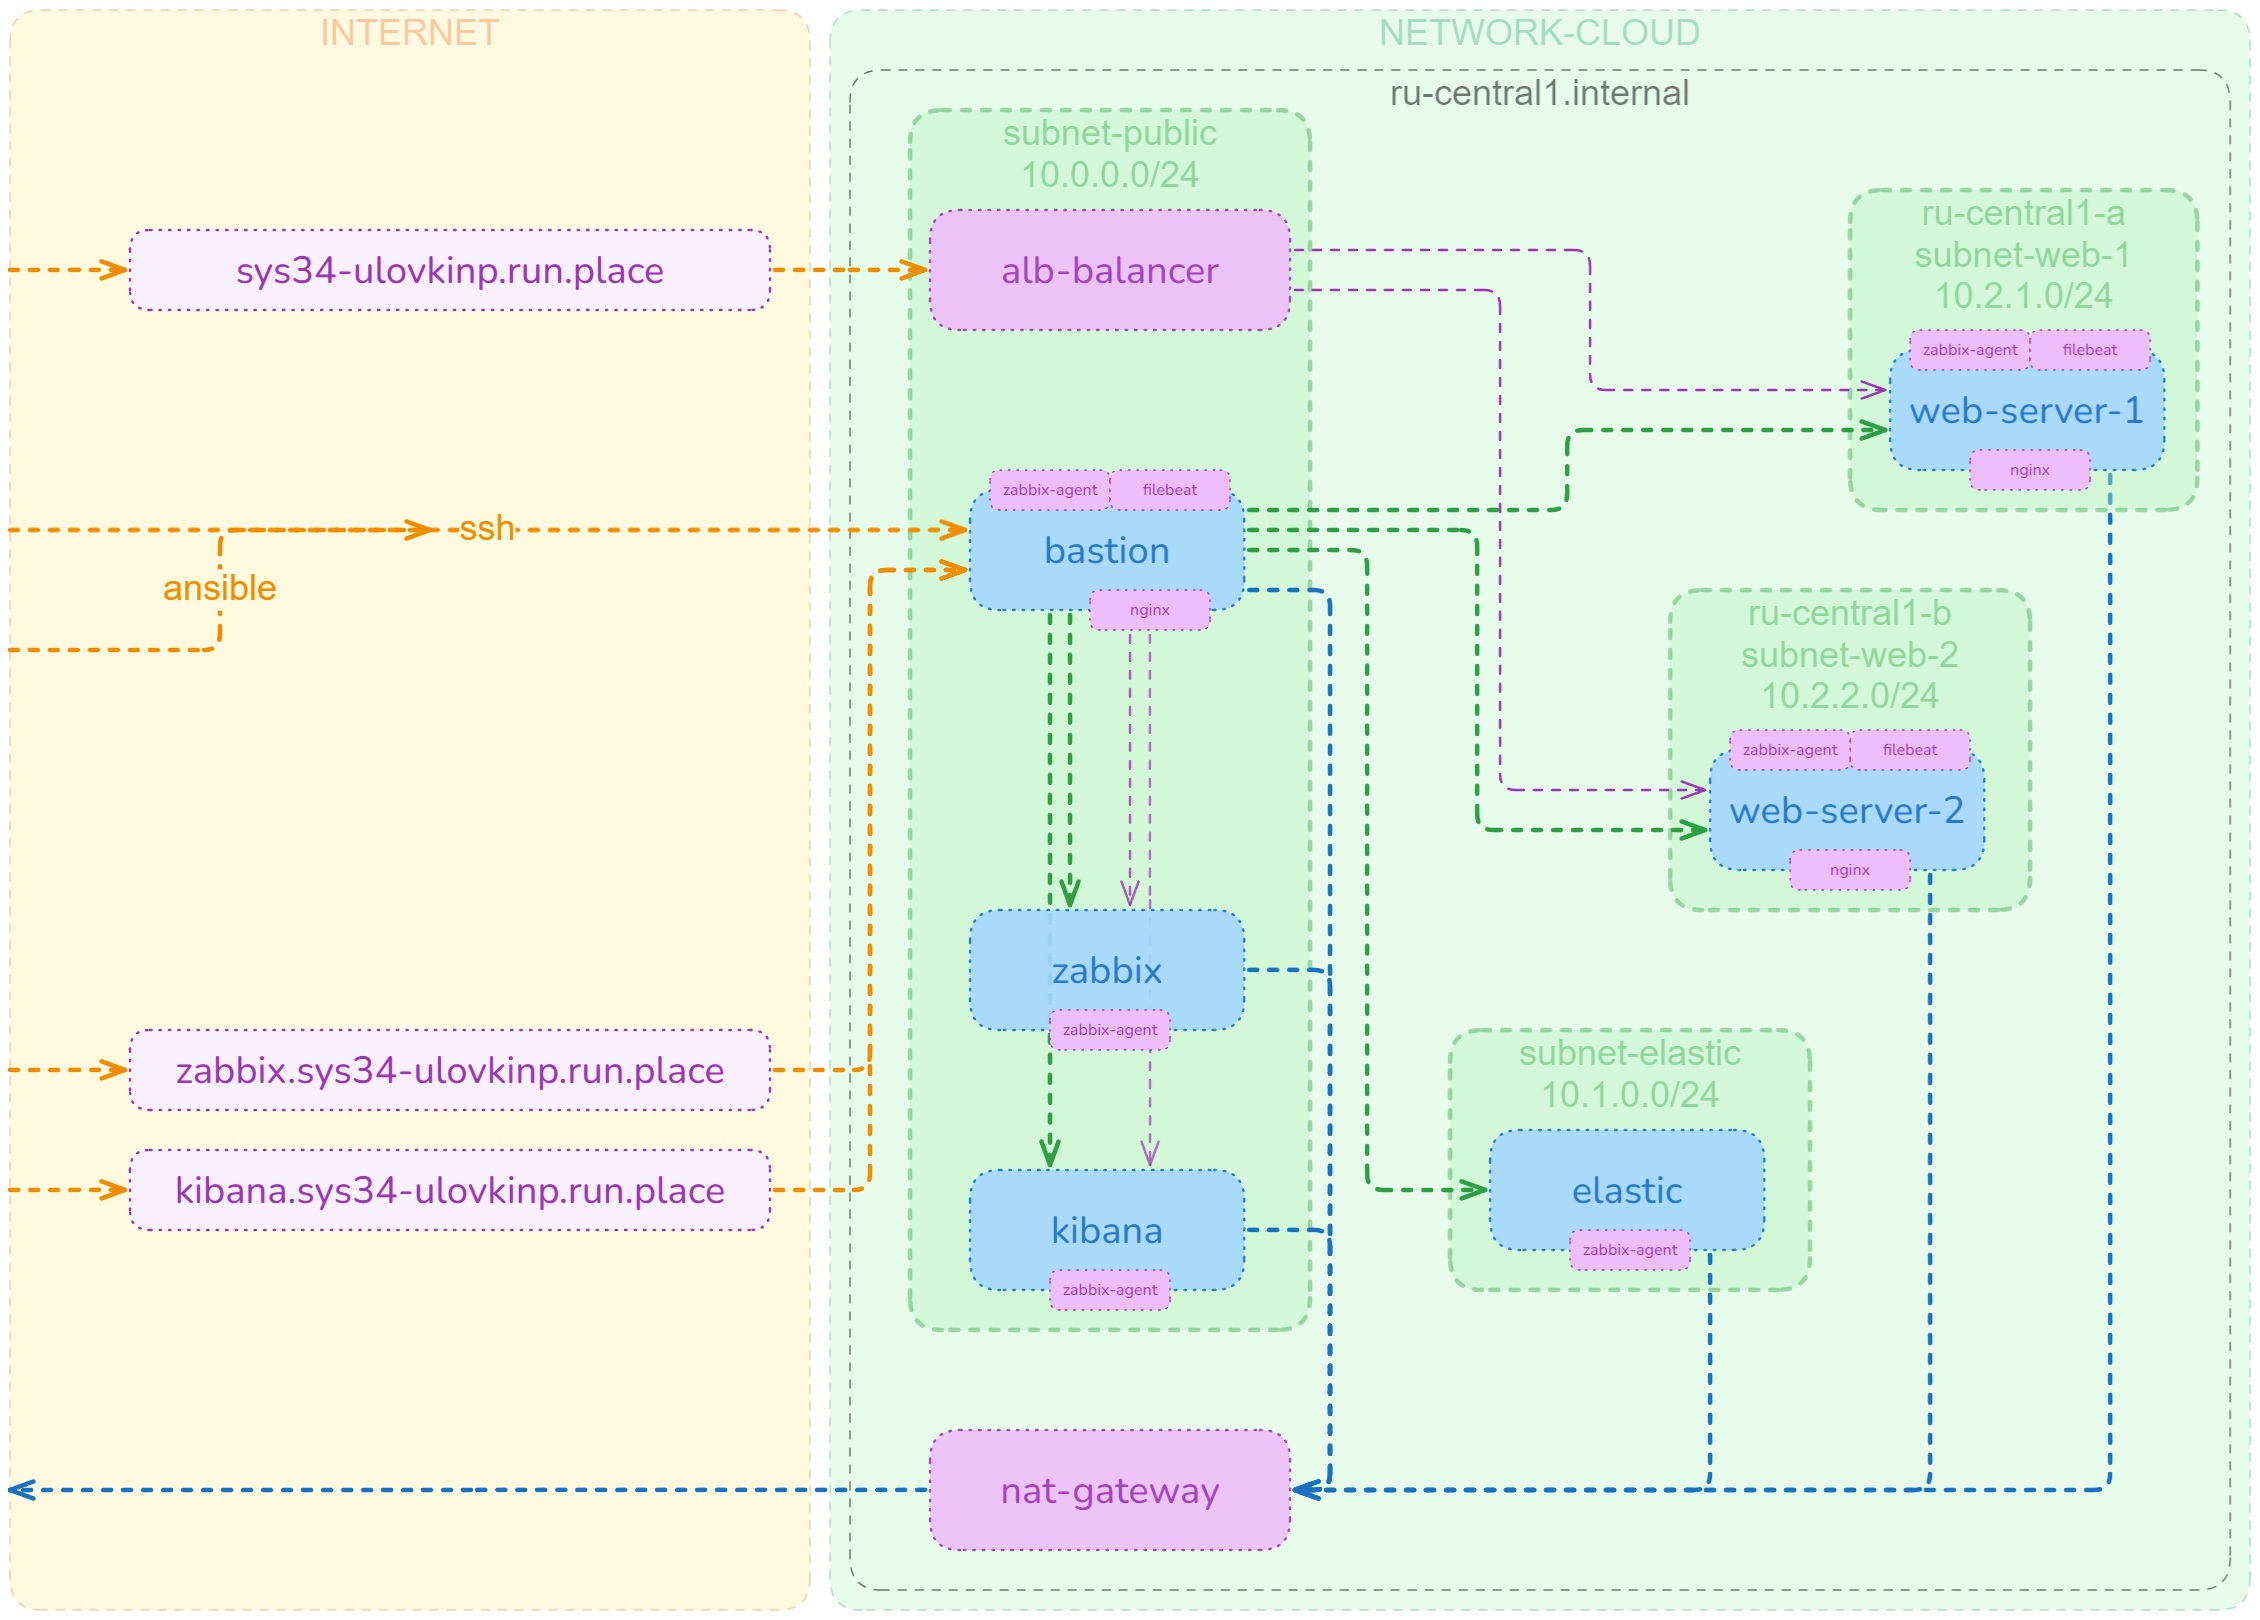 INTERNET
NETWORK-CLOUD
ru-central1.internal
subnet-public
10.0.0.0/24
sys34-ulovkinp.run.place
alb-balancer
ru-central1-a
subnet-web-1
10.2.1.0/24
zabbix-agent
filebeat
web-server-1
nginx
ssh
ansible
zabbix-agent
filebeat
bastion
nginx
ru-central1-b
subnet-web-2
10.2.2.0/24
zabbix-agent
filebeat
web-server-2
nginx
zabbix
zabbix-agent
zabbix.sys34-ulovkinp.run.place
kibana.sys34-ulovkinp.run.place
kibana
zabbix-agent
subnet-elastic
10.1.0.0/24
elastic
zabbix-agent
nat-gateway